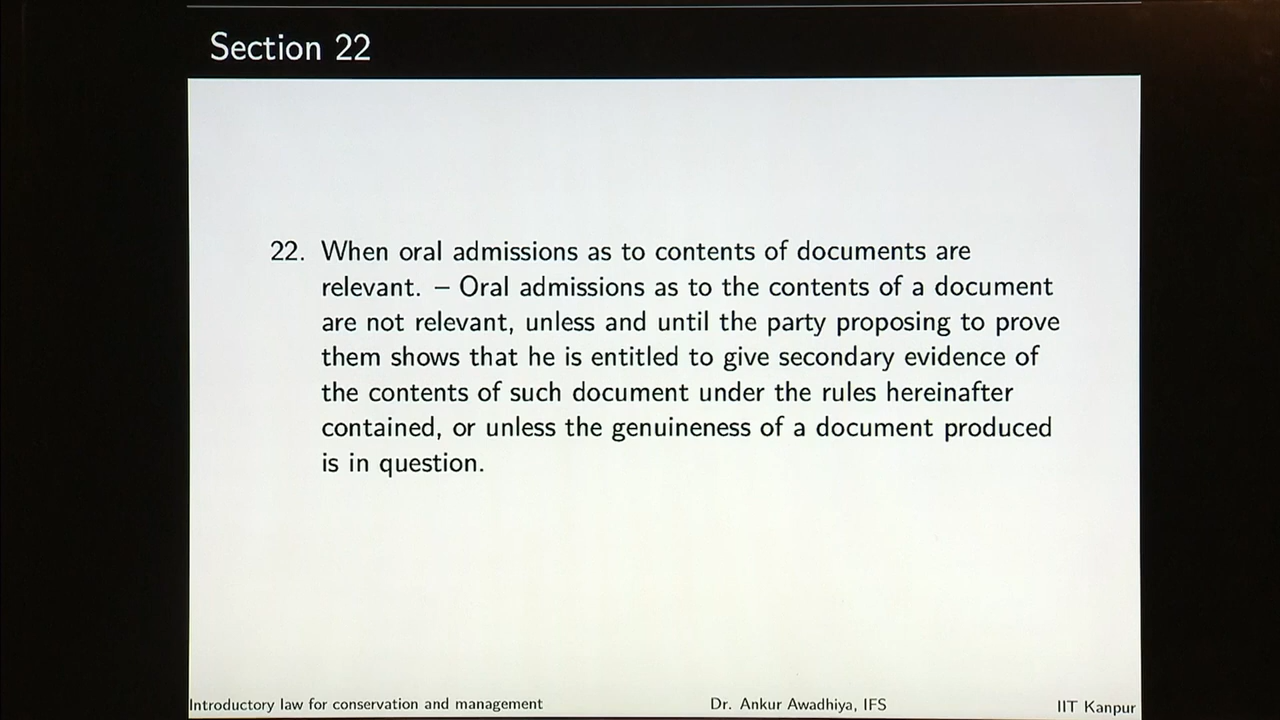 Section 22
22. When oral admissions as to contents of documents are
relevant. – Oral admissions as to the contents of a document
are not relevant, unless and until the party proposing to prove
them shows that he is entitled to give secondary evidence of
the contents of such document under the rules hereinafter
contained, or unless the genuineness of a document produced
is in question.
Introductory law for conservation and management Dr. Ankur Awadhiya, IFS IIT Kanpur